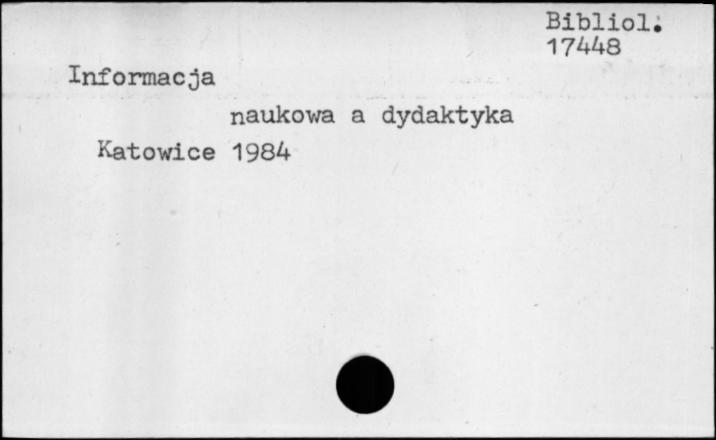 Bibliol.
17448
Informacja
naukowa a dydaktyka
Katowice 1984